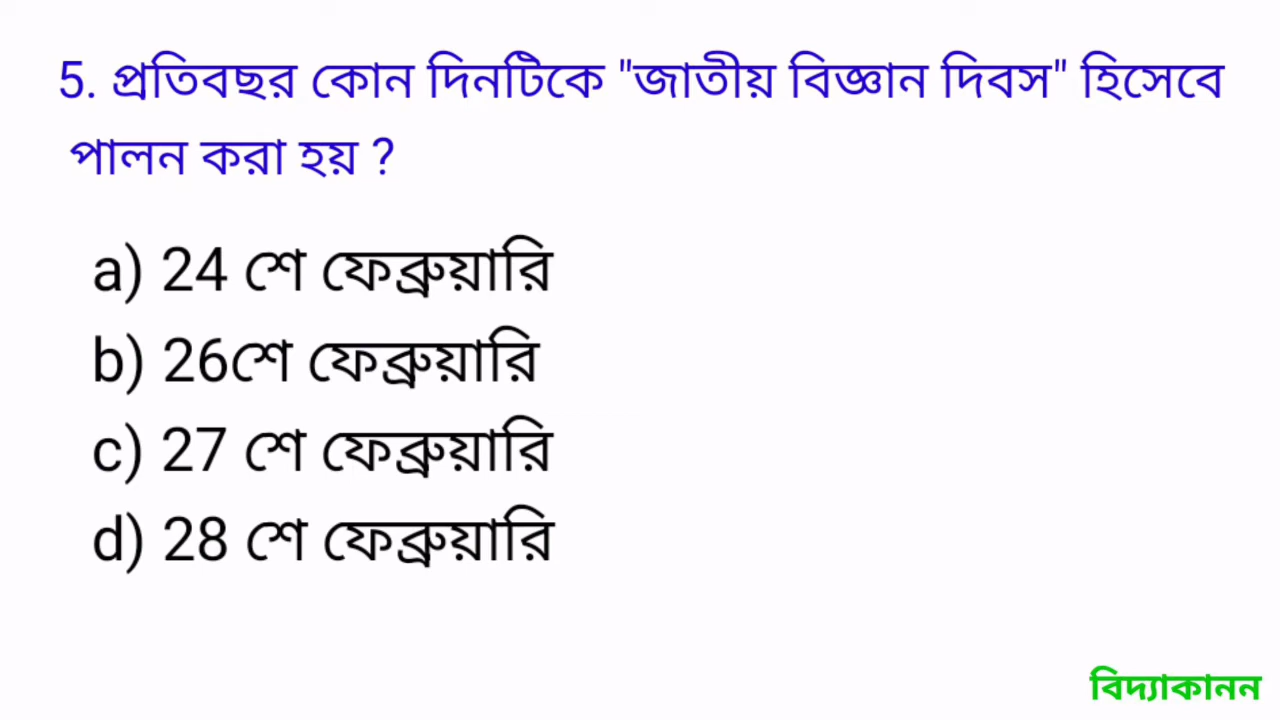 5. প্রতিবছর কোন দিনটিকে "জাতীয় বিজ্ঞান দিবস" হিসেবে
পালন করা হয় ?
a) 24 শে ফেব্রুয়ারি
b) 26শে ফেব্রুয়ারি
c) 27 শে ফেব্রুয়ারি
d) 28 শে ফেব্রুয়ারি
বিদ্যাকানন